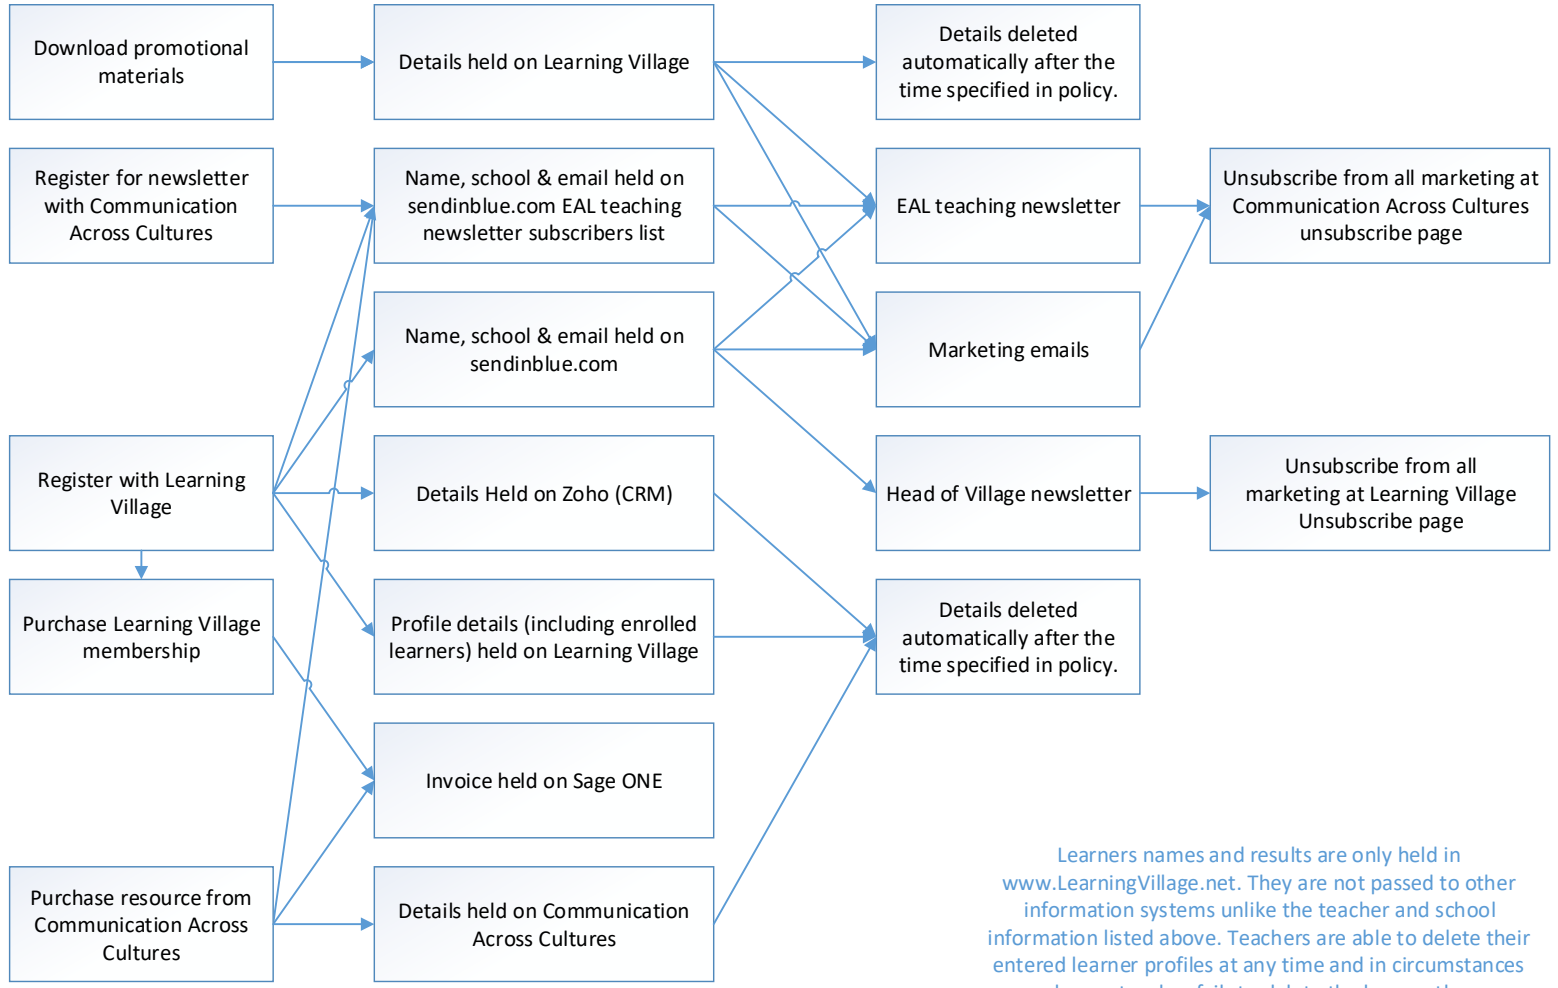 Download promotional
materials
Details held on Learning Village
Details deleted
automatically after the
time specified in policy.
Register for newsletter
with Communication
Across Cultures
Name, school & email held on
sendinblue.com EAL teaching
newsletter subscribers list
EAL teaching newsletter
Unsubscribe from all marketing at
Communication Across Cultures
unsubscribe page
Name, school & email held on
sendinblue.com
Marketing emails
Register with Learning
Village
Details Held on Zoho (CRM)
Head of Village newsletter
Unsubscribe from all
marketing at Learning Village
Unsubscribe page
Purchase Learning Village
membership
Profile details (including enrolled
learners) held on Learning Village
Details deleted
automatically after the
time specified in policy.
Invoice held on Sage ONE
Purchase resource from
Communication Across
Cultures
Details held on Communication
Across Cultures
Learners names and results are only held in
www.LearningVillage.net. They are not passed to other
information systems unlike the teacher and school
information listed above. Teachers are able to delete their
entered learner profiles at any time and in circumstances